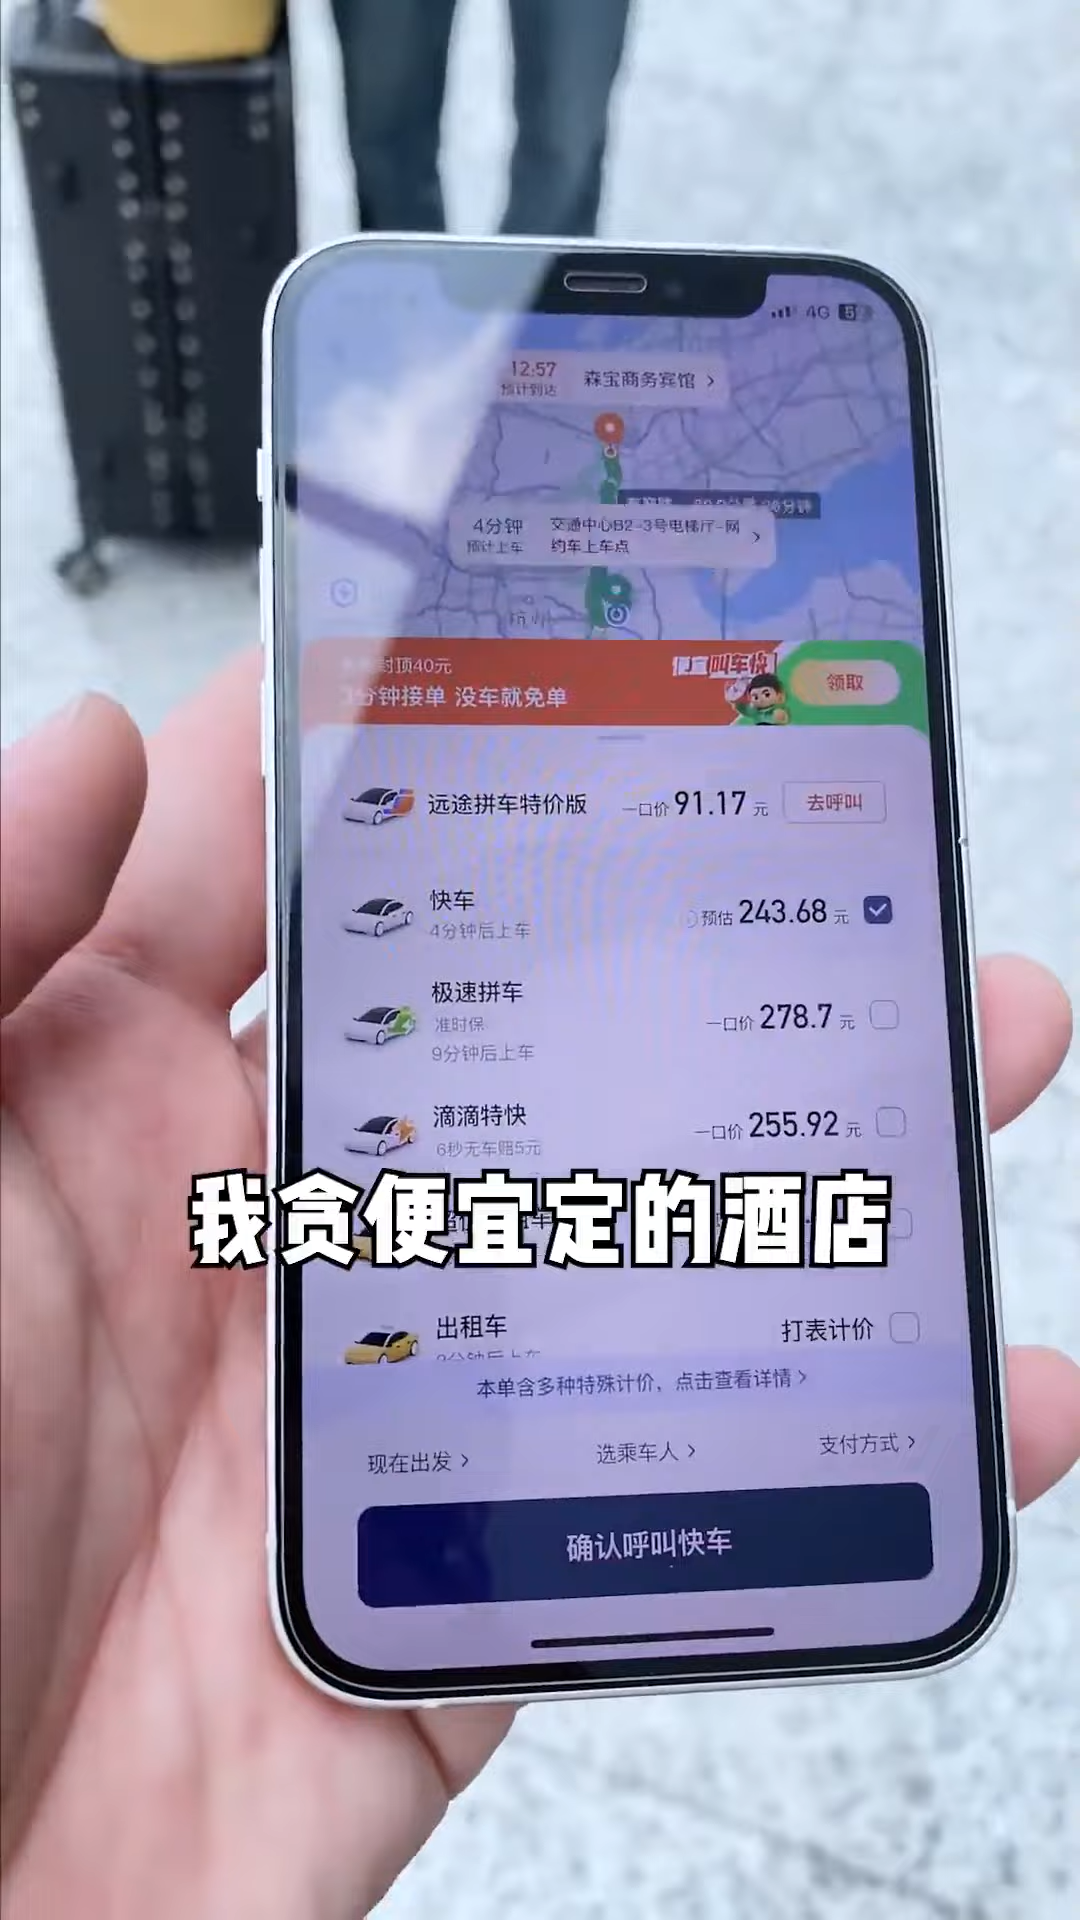 4G
12:57
预计到达
森宝商务宾馆 >
4分钟
预计上车
交通中心B2-3号电梯厅-网
约车上车点
杭州
封顶40元
3分钟接单 没车就免单
叫车快
领取
远途拼车特价版
一口价 91.17 元
去呼叫
快车
4分钟后上车
预估 243.68 元
极速拼车
准时保
9分钟后上车
一口价 278.7 元
滴滴特快
6秒无车赔5元
一口价 255.92 元
我贪便宜定的酒店
出租车
打表计价
本单含多种特殊计价，点击查看详情 >
现在出发 >
选乘车人 >
支付方式 >
确认呼叫快车